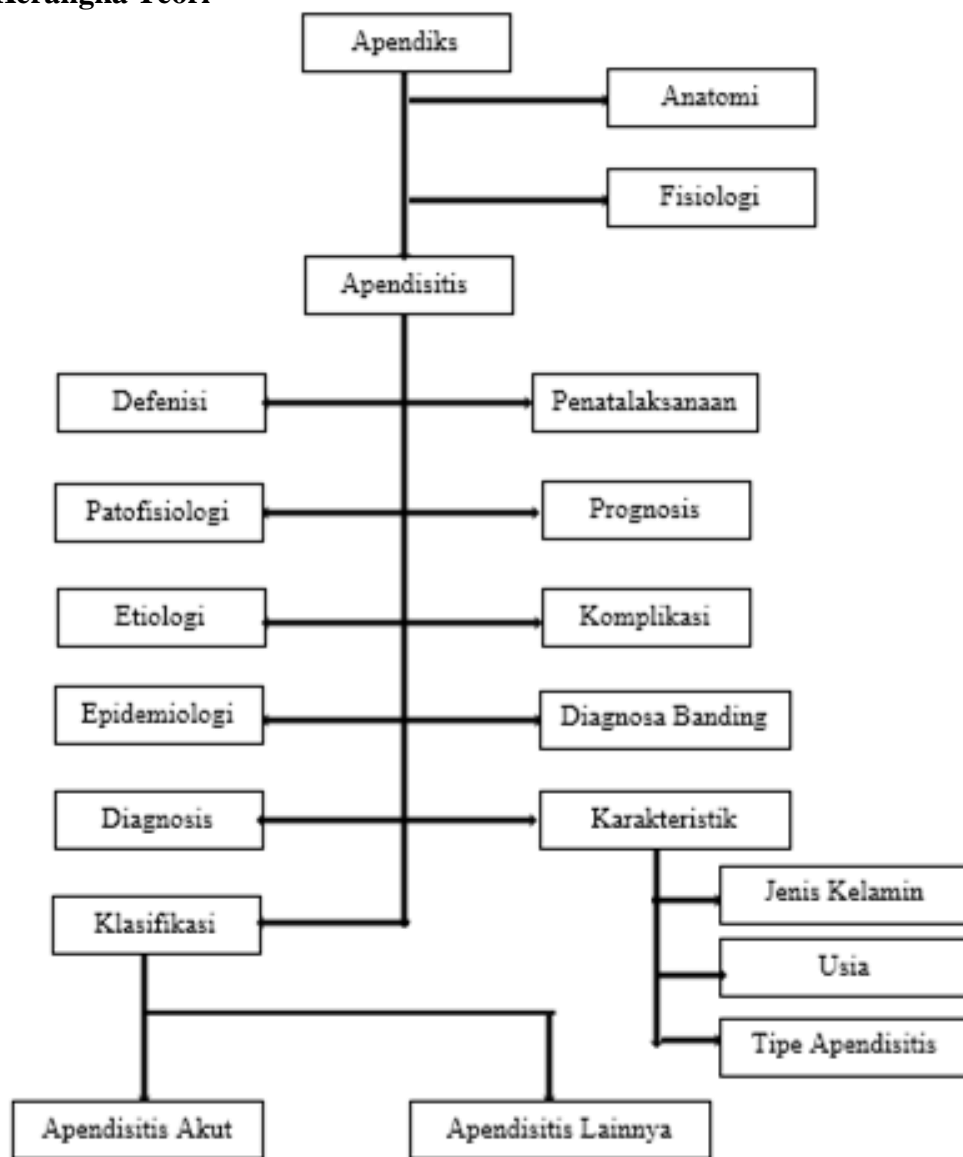 Kerangka Teori
Apendiks
Anatomi
Fisiologi
Apendisitis
Defenisi
Penatalaksanaan
Patofisiologi
Prognosis
Etiologi
Komplikasi
Epidemiologi
Diagnosa Banding
Diagnosis
Karakteristik
Jenis Kelamin
Klasifikasi
Usia
Tipe Apendisitis
Apendisitis Akut
Apendisitis Lainnya